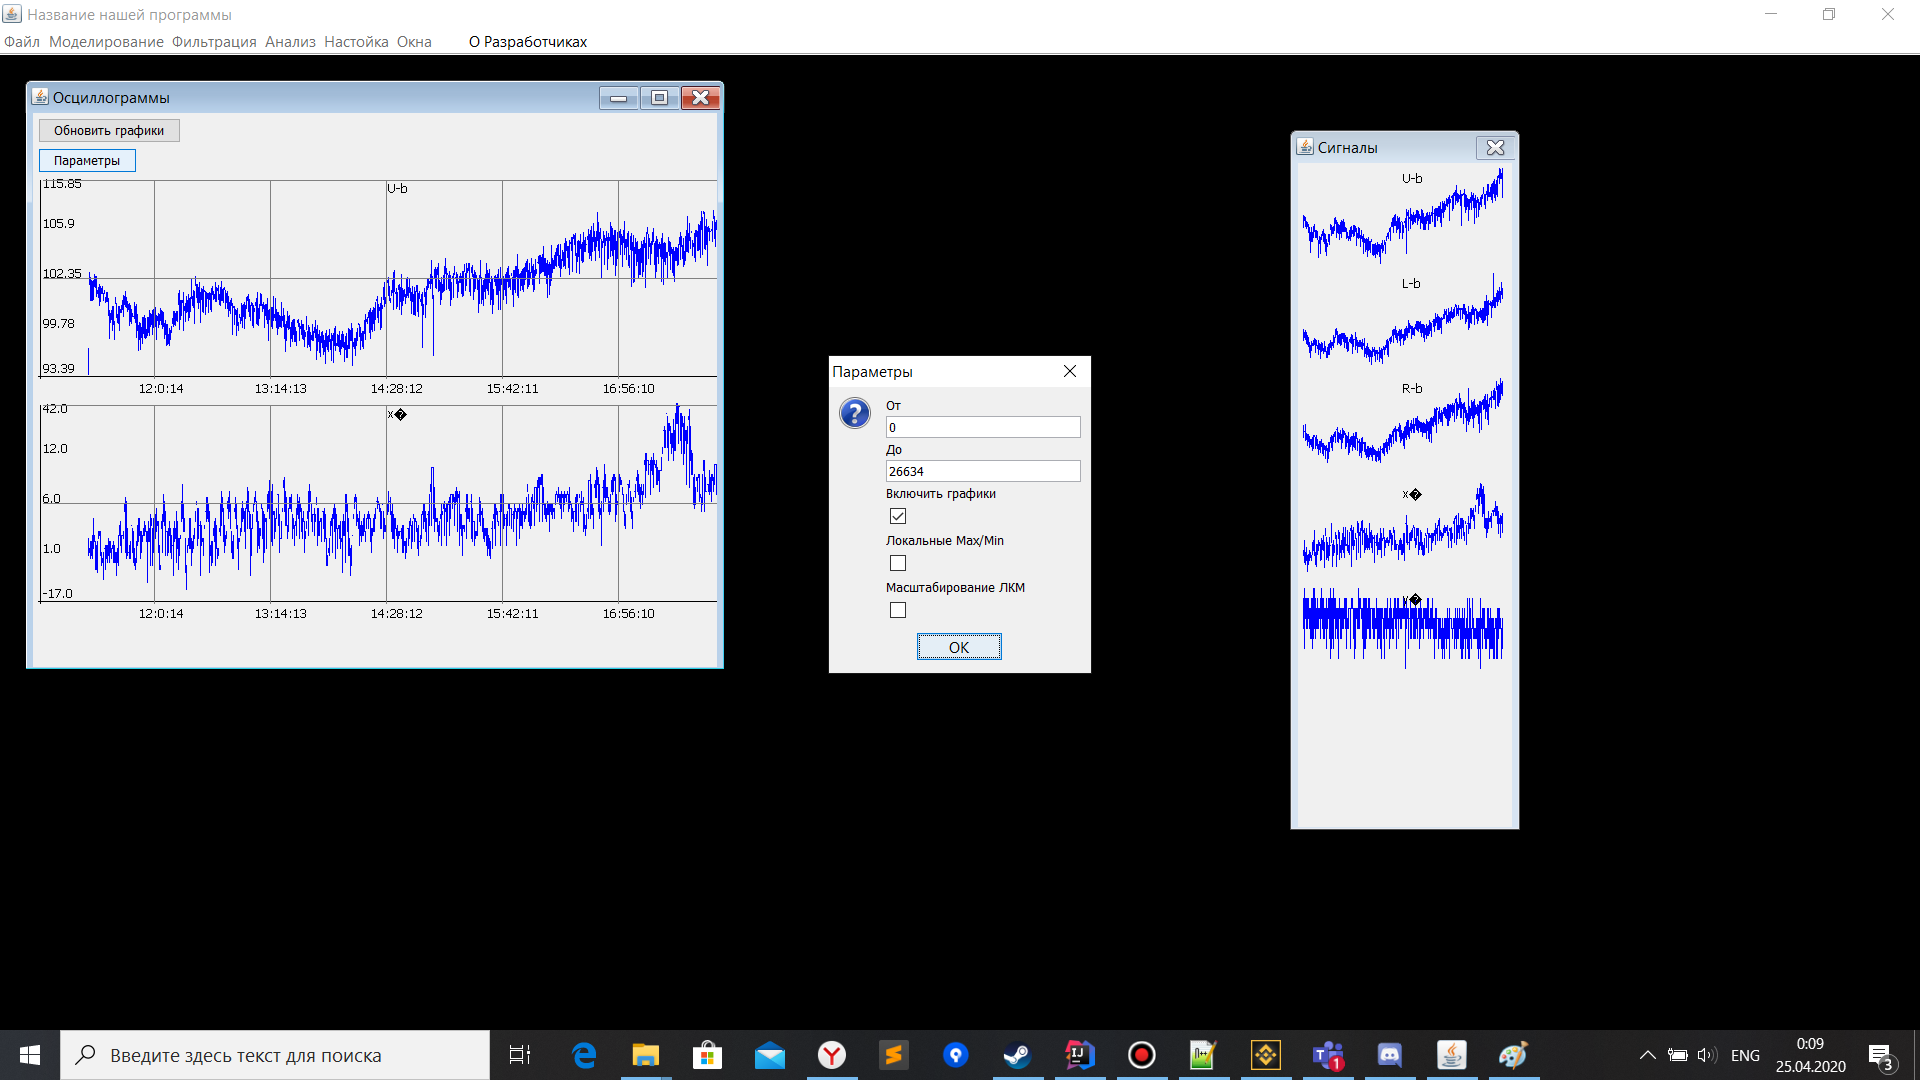 Название нашей программы
Файл Моделирование Фильтрация Анализ Настойка Окна О Разработчиках
Осциллограммы
Обновить графики
Параметры
115.85
U-b
105.9
102.35
99.78
93.39
12:0:14 13:14:13 14:28:12 15:42:11 16:56:10
42.0
x�
12.0
6.0
1.0
-17.0
12:0:14 13:14:13 14:28:12 15:42:11 16:56:10
Параметры
От
0
До
26634
Включить графики
Локальные Max/Min
Масштабирование ЛКМ
OK
Сигналы
U-b
L-b
R-b
x�
y�
Введите здесь текст для поиска
ENG
0:09
25.04.2020
1
3